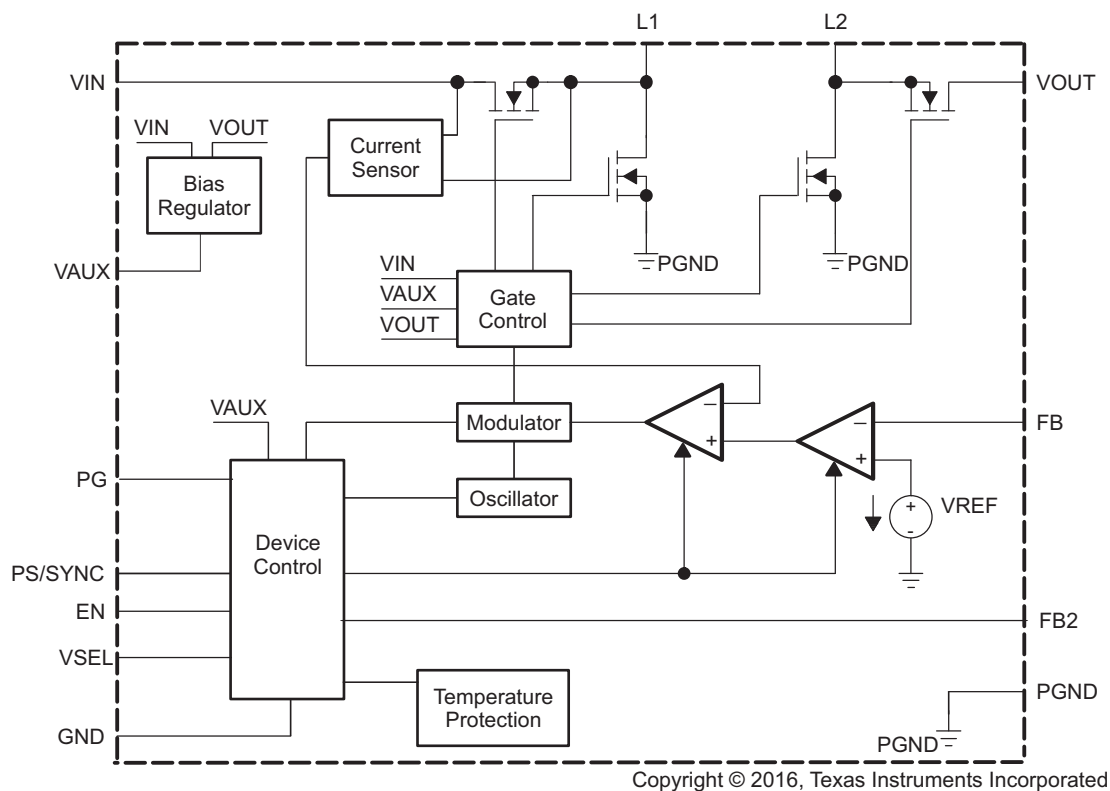 L1
L2
VIN
VOUT
Current
Sensor
VIN
VOUT
Bias
Regulator
VAUX
PGND
PGND
VIN
VAUX
VOUT
Gate
Control
VAUX
Modulator
−
+
−
+
FB
PG
Oscillator
+
-
VREF
Device
Control
PS/SYNC
EN
FB2
VSEL
Temperature
Protection
PGND
GND
PGND
Copyright © 2016, Texas Instruments Incorporated